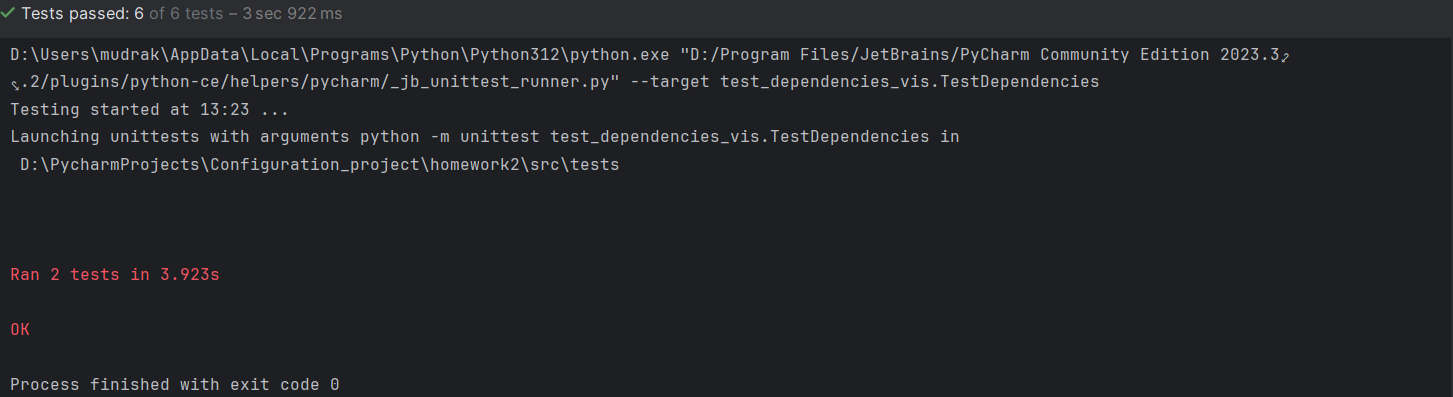 Tests passed: 6 of 6 tests – 3 sec 922 ms
D:\Users\mudrak\AppData\Local\Programs\Python\Python312\python.exe "D:/Program Files/JetBrains/PyCharm Community Edition 2023.3
.2/plugins/python-ce/helpers/pycharm/_jb_unittest_runner.py" --target test_dependencies_vis.TestDependencies
Testing started at 13:23 ...
Launching unittests with arguments python -m unittest test_dependencies_vis.TestDependencies in
D:\PycharmProjects\Configuration_project\homework2\src\tests
Ran 2 tests in 3.923s
OK
Process finished with exit code 0